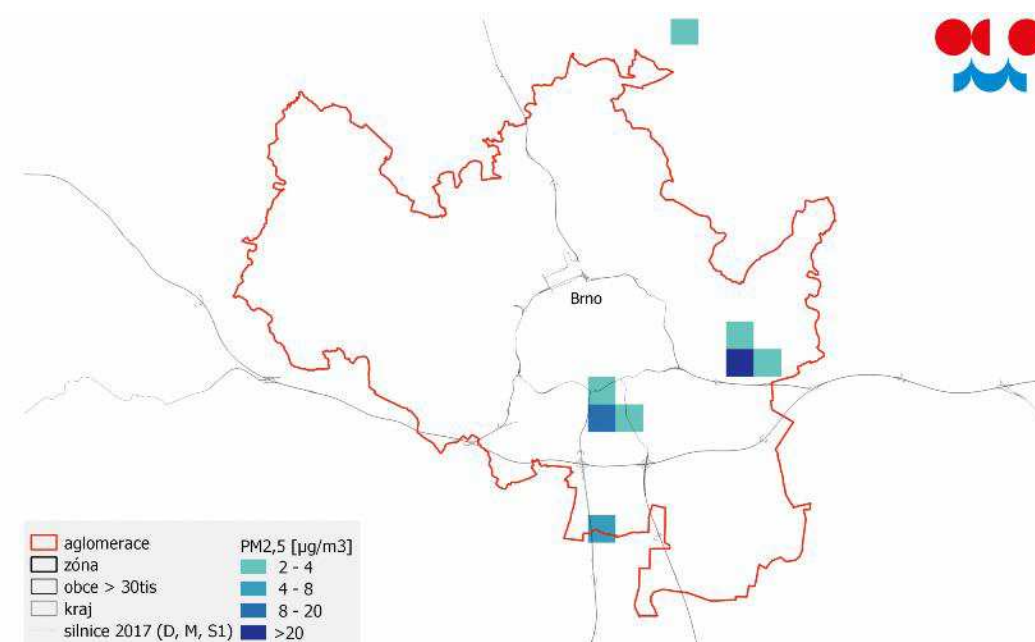 Brno
aglomerace
zóna
obce > 30tis
kraj
silnice 2017 (D, M, S1)
PM2,5 [µg/m3]
2 - 4
4 - 8
8 - 20
>20